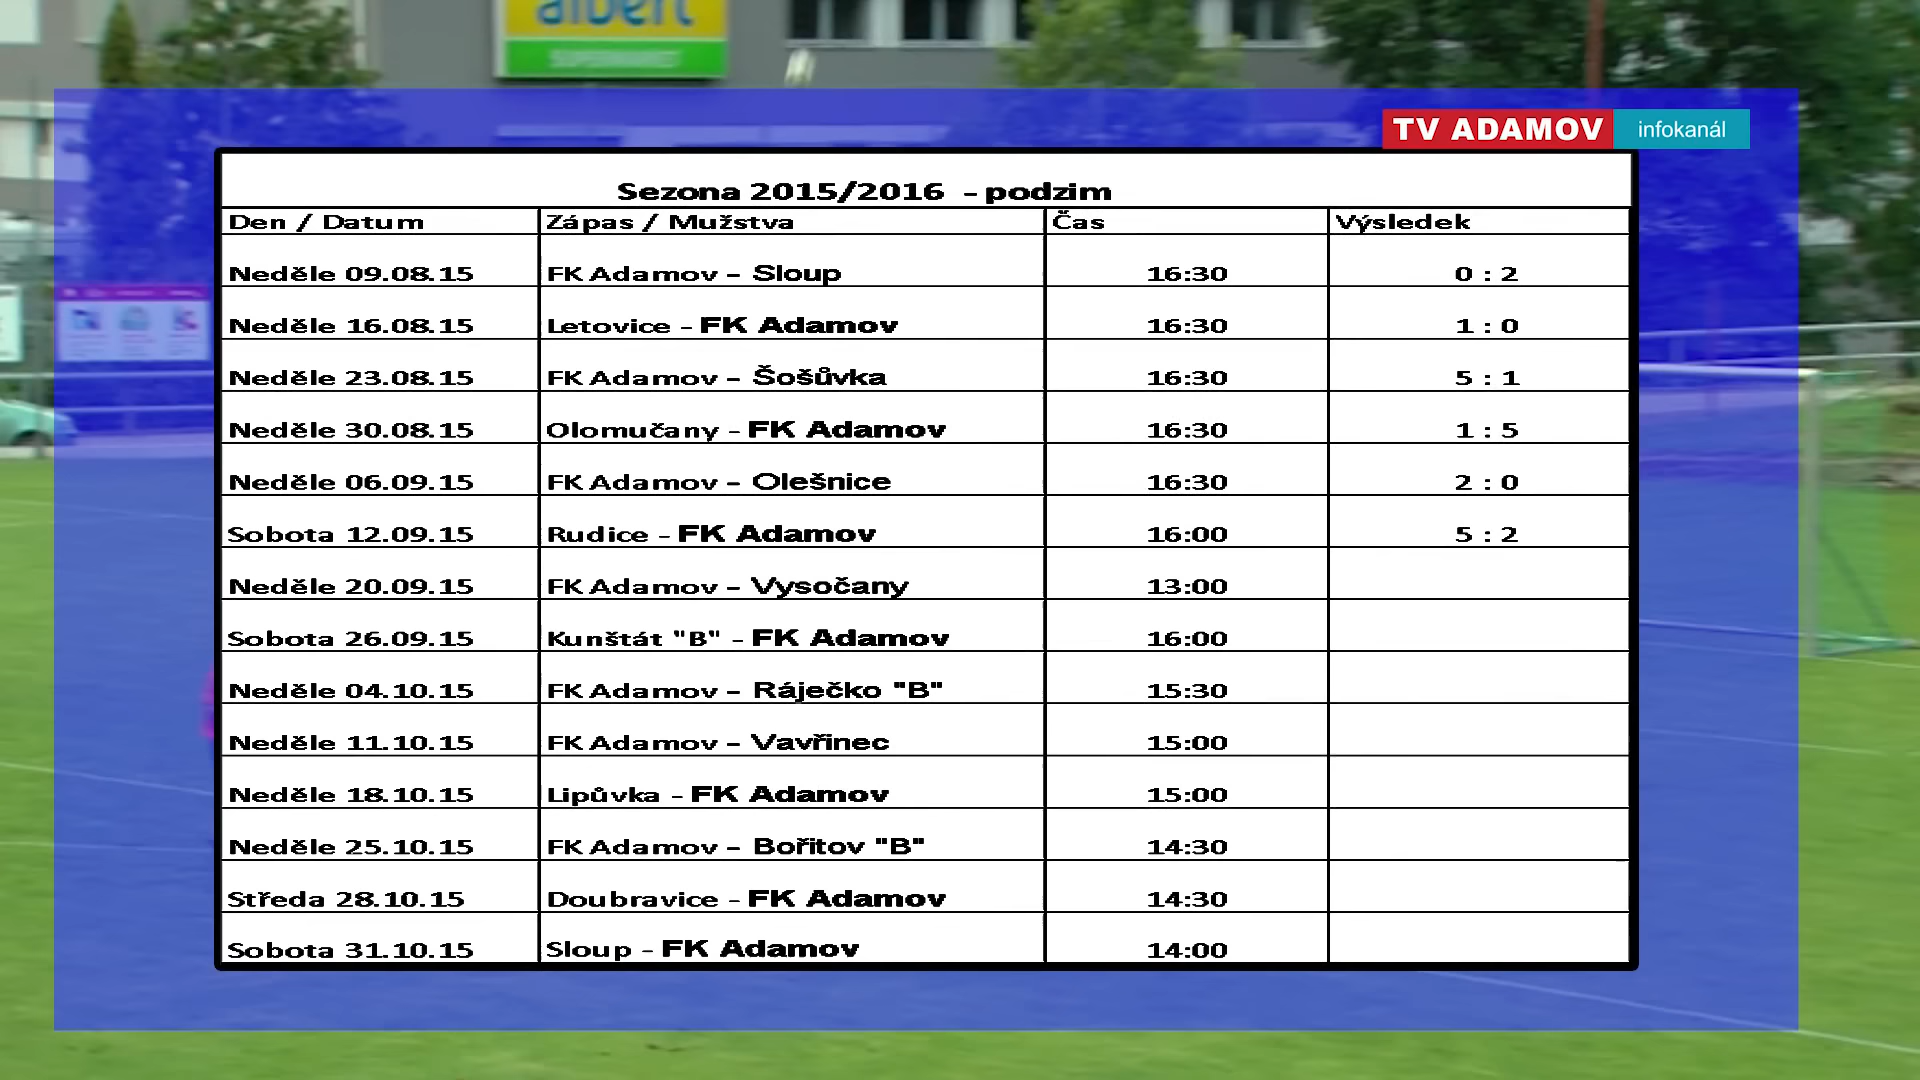 albert
SUPERMARKET
TV ADAMOV infokanál
Sezona 2015/2016 - podzim
Den / Datum Zápas / Mužstva Čas Výsledek
Neděle 09.08.15 FK Adamov - Sloup 16:30 0 : 2
Neděle 16.08.15 Letovice - FK Adamov 16:30 1 : 0
Neděle 23.08.15 FK Adamov - Šošůvka 16:30 5 : 1
Neděle 30.08.15 Olomučany - FK Adamov 16:30 1 : 5
Neděle 06.09.15 FK Adamov - Olešnice 16:30 2 : 0
Sobota 12.09.15 Rudice - FK Adamov 16:00 5 : 2
Neděle 20.09.15 FK Adamov - Vysočany 13:00
Sobota 26.09.15 Kunštát "B" - FK Adamov 16:00
Neděle 04.10.15 FK Adamov - Ráječko "B" 15:30
Neděle 11.10.15 FK Adamov - Vavřinec 15:00
Neděle 18.10.15 Lipůvka - FK Adamov 15:00
Neděle 25.10.15 FK Adamov - Bořitov "B" 14:30
Středa 28.10.15 Doubravice - FK Adamov 14:30
Sobota 31.10.15 Sloup - FK Adamov 14:00